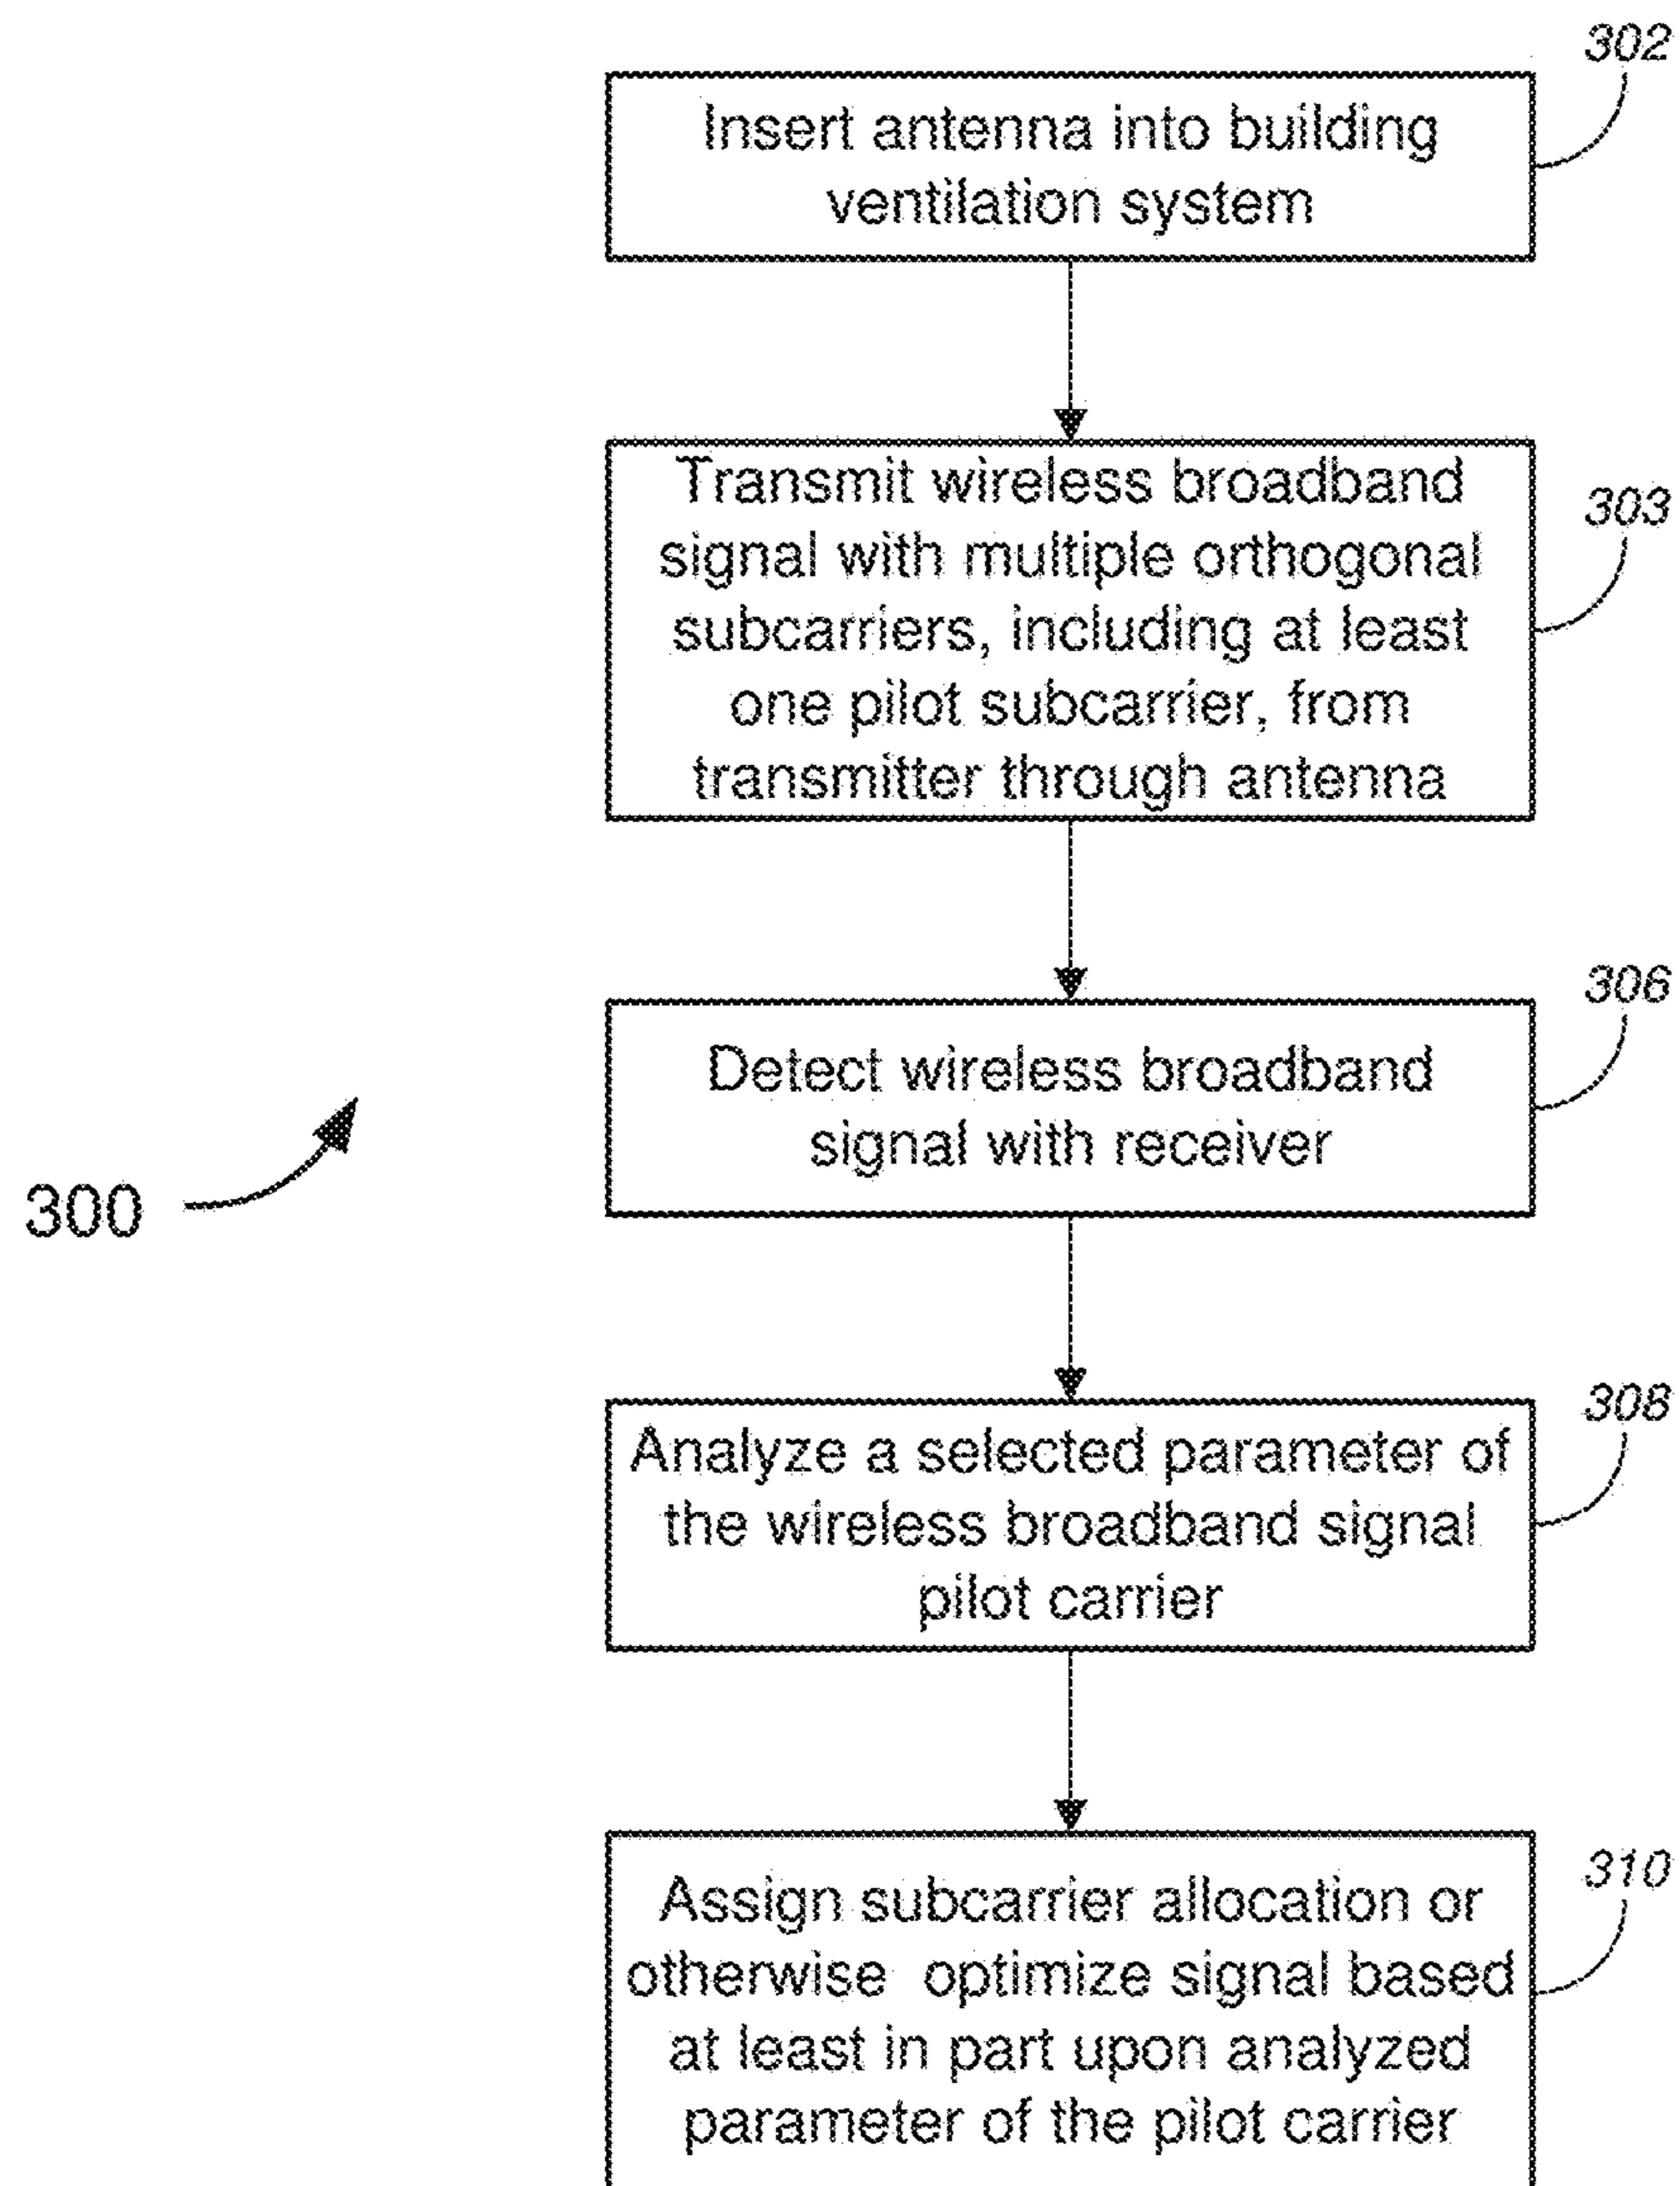 302
Insert antenna into building
ventilation system
303
Transmit wireless broadband
signal with multiple orthogonal
subcarriers, including at least
one pilot subcarrier, from
transmitter through antenna
306
Detect wireless broadband
signal with receiver
300
308
Analyze a selected parameter of
the wireless broadband signal
pilot carrier
310
Assign subcarrier allocation or
otherwise optimize signal based
at least in part upon analyzed
parameter of the pilot carrier